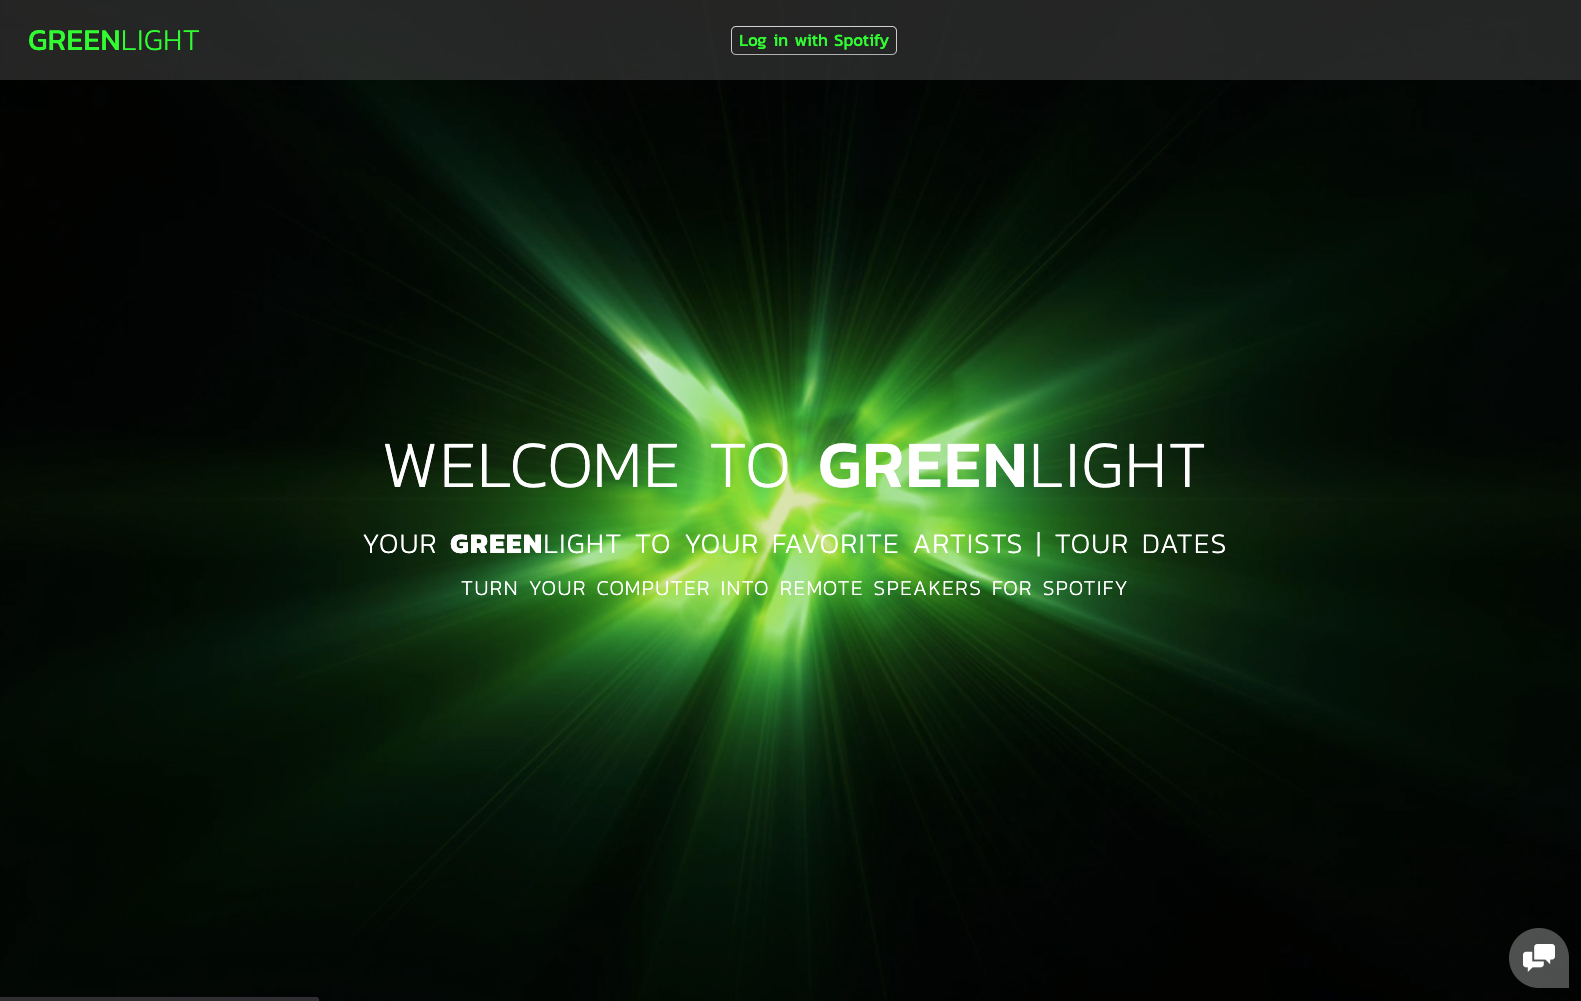 GREENLIGHT
Log in with Spotify
WELCOME TO GREENLIGHT
YOUR GREENLIGHT TO YOUR FAVORITE ARTISTS | TOUR DATES
TURN YOUR COMPUTER INTO REMOTE SPEAKERS FOR SPOTIFY